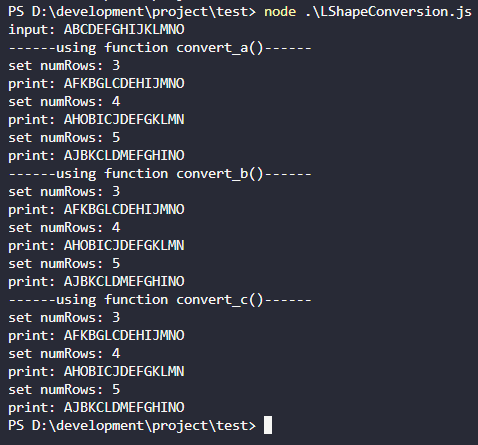 PS D:\development\project\test> node .\LShapeConversion.js
input: ABCDEFGHIJKLMNO
------using function convert_a()------
set numRows: 3
print: AFKBGLCDEHIJMNO
set numRows: 4
print: AHOBICJDEFGKLMN
set numRows: 5
print: AJBKCLDMEFGHINO
------using function convert_b()------
set numRows: 3
print: AFKBGLCDEHIJMNO
set numRows: 4
print: AHOBICJDEFGKLMN
set numRows: 5
print: AJBKCLDMEFGHINO
------using function convert_c()------
set numRows: 3
print: AFKBGLCDEHIJMNO
set numRows: 4
print: AHOBICJDEFGKLMN
set numRows: 5
print: AJBKCLDMEFGHINO
PS D:\development\project\test>